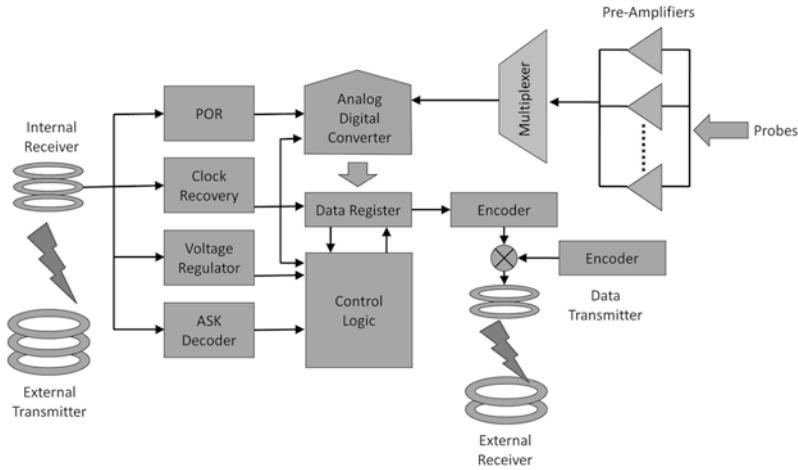 Pre-Amplifiers
Internal
Receiver
POR
Analog
Digital
Converter
Multiplexer
Probes
Clock
Recovery
Data Register
Encoder
Voltage
Regulator
Encoder
Control
Logic
Data
Transmitter
ASK
Decoder
External
Transmitter
External
Receiver